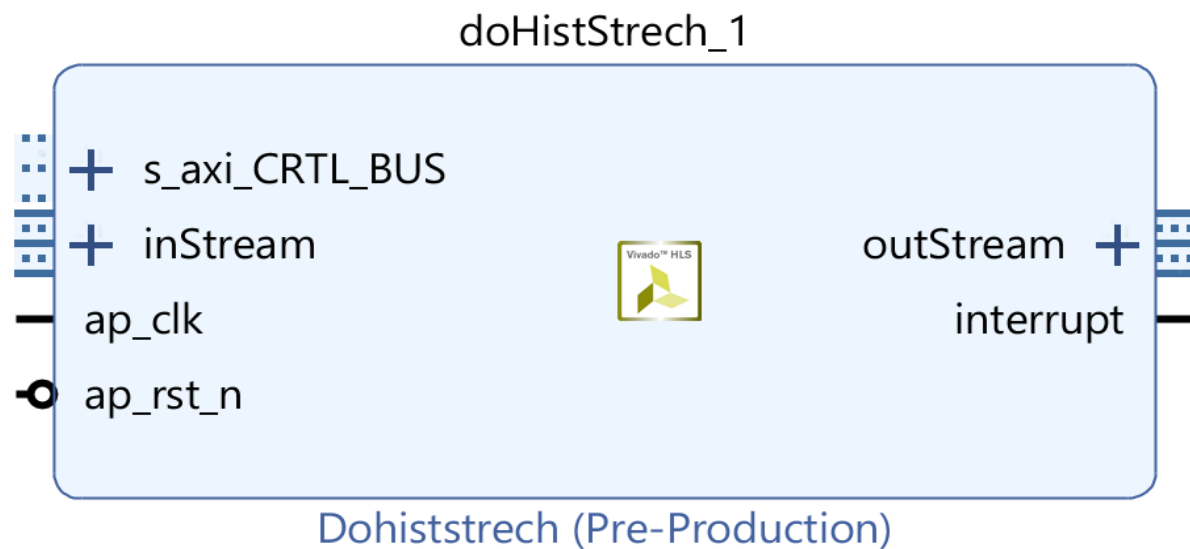 doHistStrech_1
s_axi_CRTL_BUS
inStream
outStream
Vivado™ HLS
ap_clk
interrupt
ap_rst_n
Dohiststrech (Pre-Production)